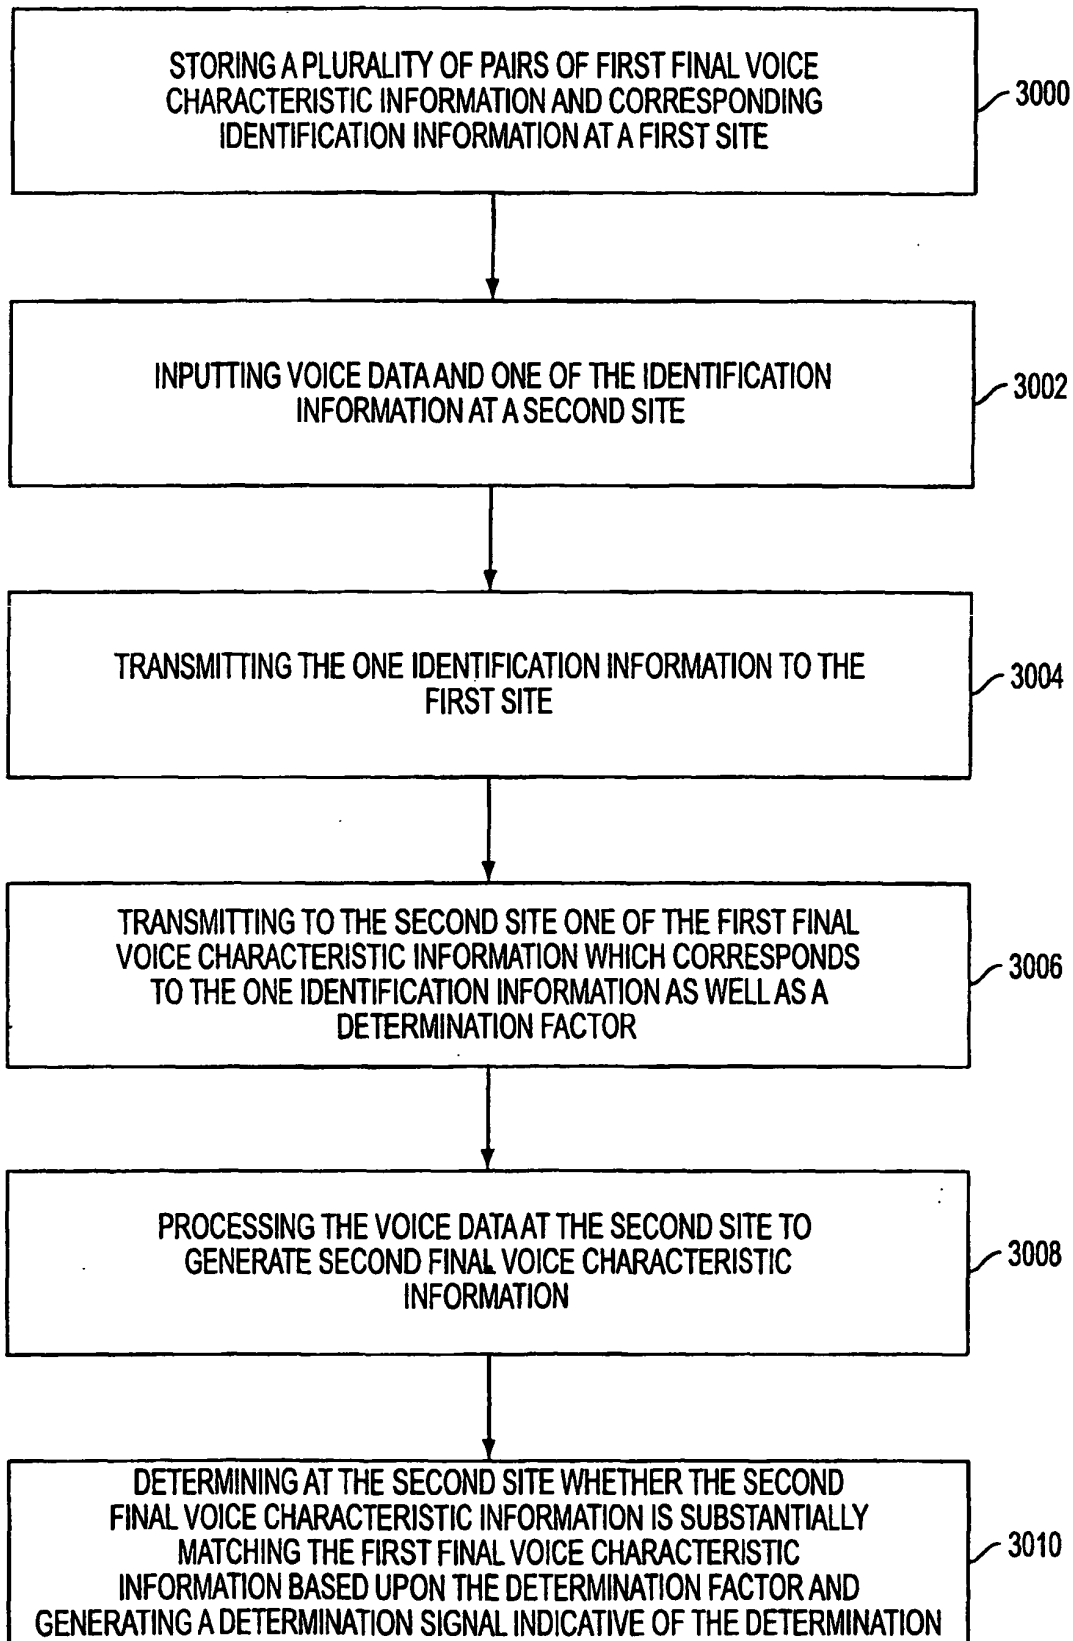 STORING A PLURALITY OF PAIRS OF FIRST FINAL VOICE
CHARACTERISTIC INFORMATION AND CORRESPONDING
IDENTIFICATION INFORMATION AT A FIRST SITE
3000
INPUTTING VOICE DATA AND ONE OF THE IDENTIFICATION
INFORMATION AT A SECOND SITE
3002
TRANSMITTING THE ONE IDENTIFICATION INFORMATION TO THE
FIRST SITE
3004
TRANSMITTING TO THE SECOND SITE ONE OF THE FIRST FINAL
VOICE CHARACTERISTIC INFORMATION WHICH CORRESPONDS
TO THE ONE IDENTIFICATION INFORMATION AS WELL AS A
DETERMINATION FACTOR
3006
PROCESSING THE VOICE DATA AT THE SECOND SITE TO
GENERATE SECOND FINAL VOICE CHARACTERISTIC
INFORMATION
3008
DETERMINING AT THE SECOND SITE WHETHER THE SECOND
FINAL VOICE CHARACTERISTIC INFORMATION IS SUBSTANTIALLY
MATCHING THE FIRST FINAL VOICE CHARACTERISTIC
INFORMATION BASED UPON THE DETERMINATION FACTOR AND
GENERATING A DETERMINATION SIGNAL INDICATIVE OF THE DETERMINATION
3010